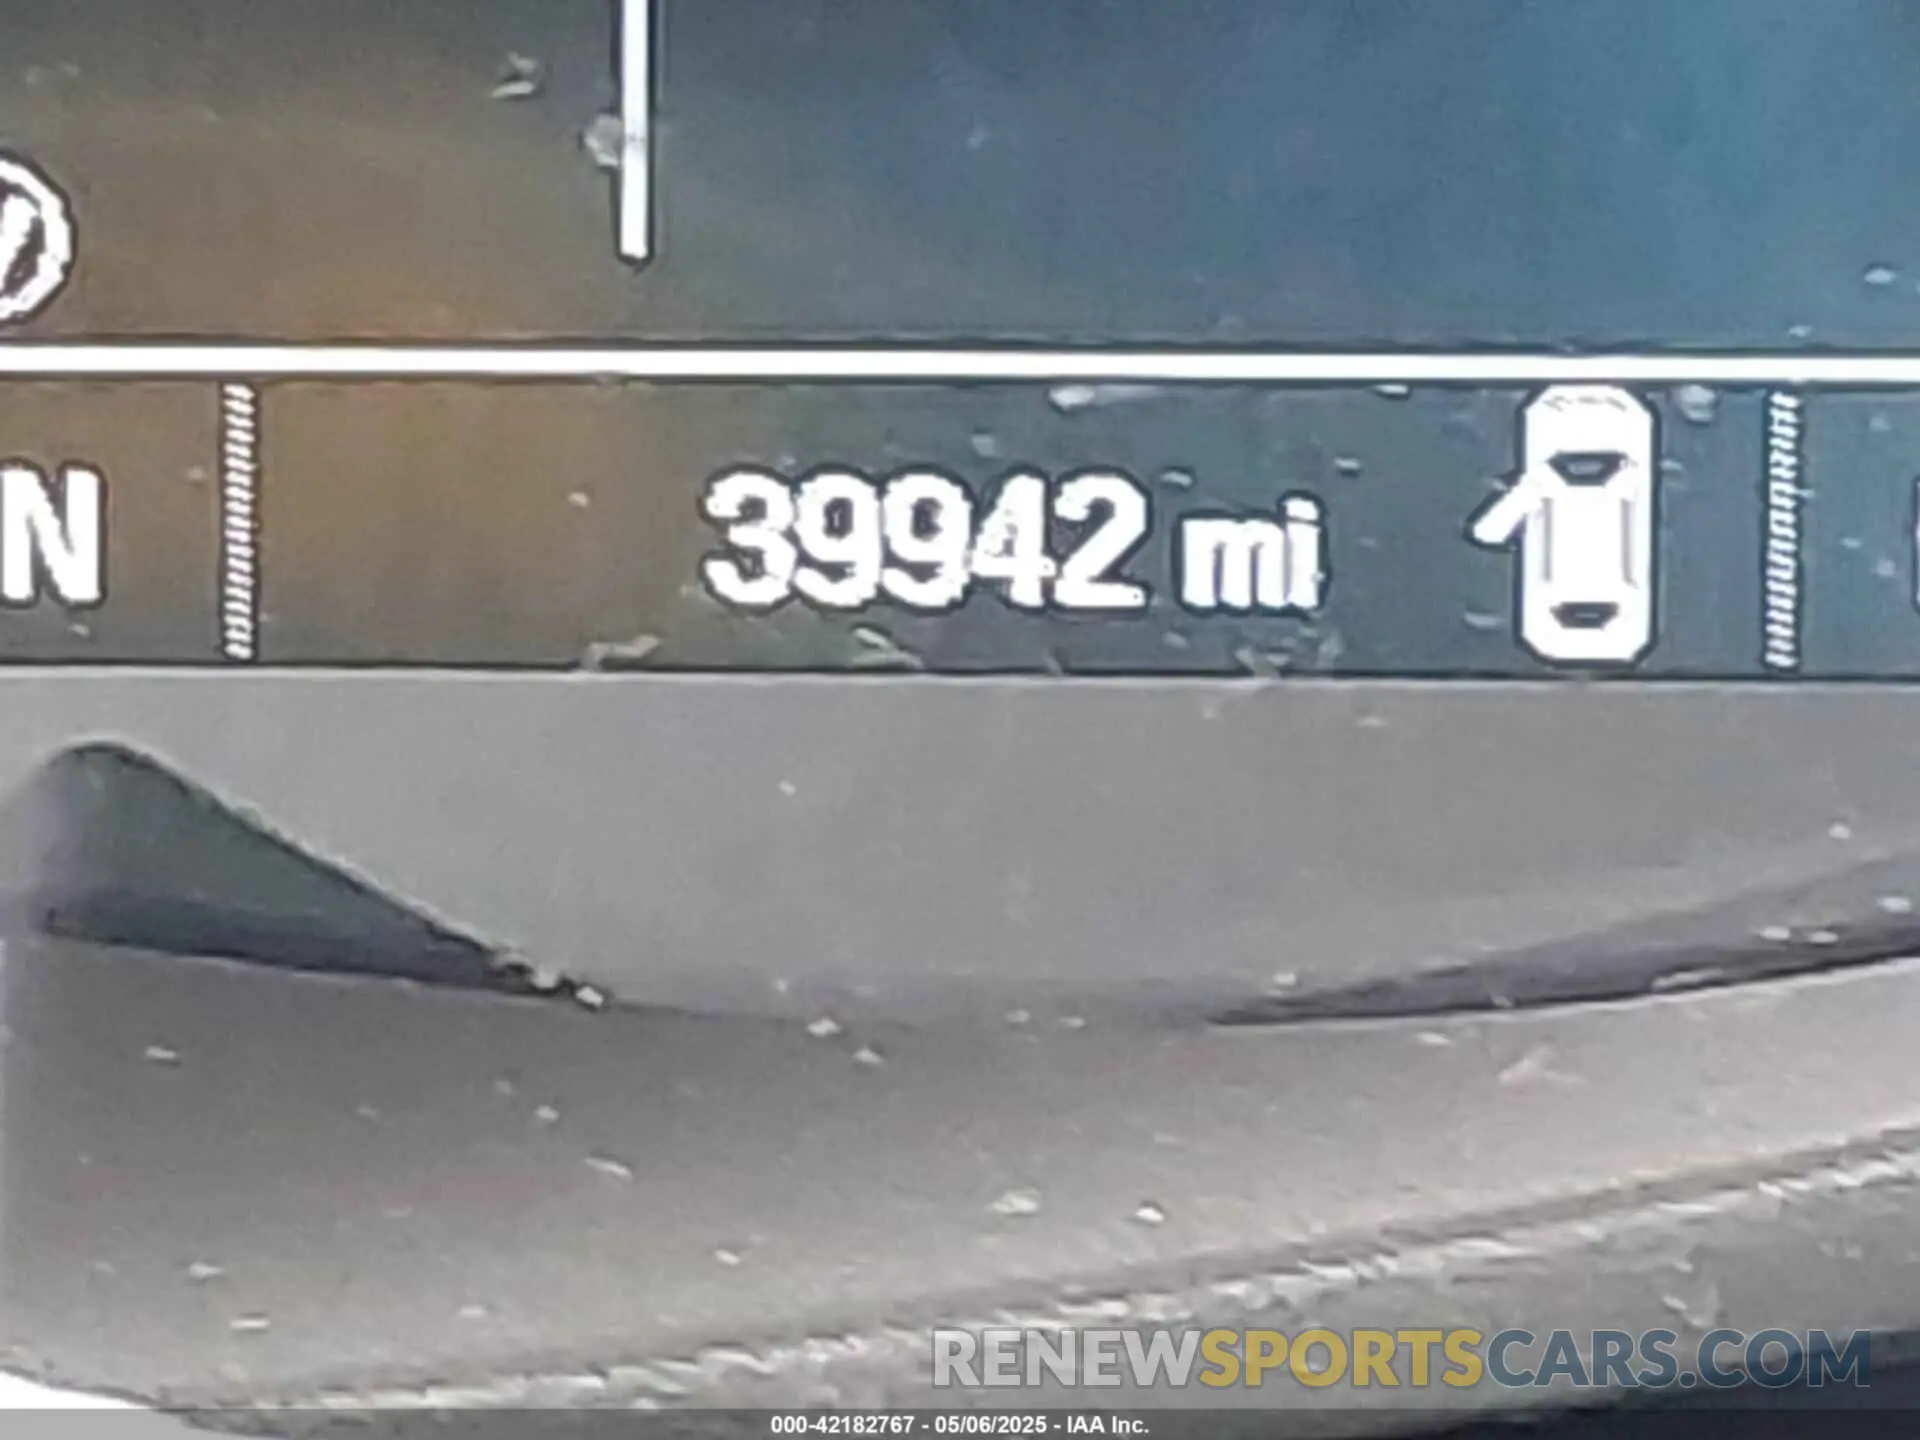 N
39942 mi
RENEWSPORTSCARS.COM
000-42182767 - 05/06/2025 - IAA Inc.